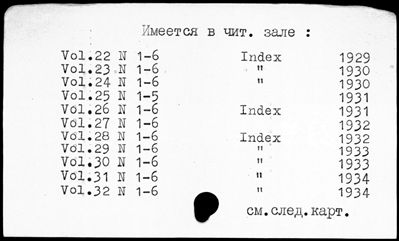 Имеется в чит. зале :
Vol.22 N 1-6 Index 1929
Vol.23 N 1-6 " 1930
Vol.24 N 1-6 " 1930
Vol.25 N 1-5 1931
Vol.26 N 1-6 Index 1931
Vol.27 N 1-6 1932
Vol.28 N 1-6 Index 1932
Vol.29 N 1-6 " 1933
Vol.30 N 1-6 " 1933
Vol.31 N 1-6 " 1934
Vol.32 N 1-6 " 1934
см.след.карт.